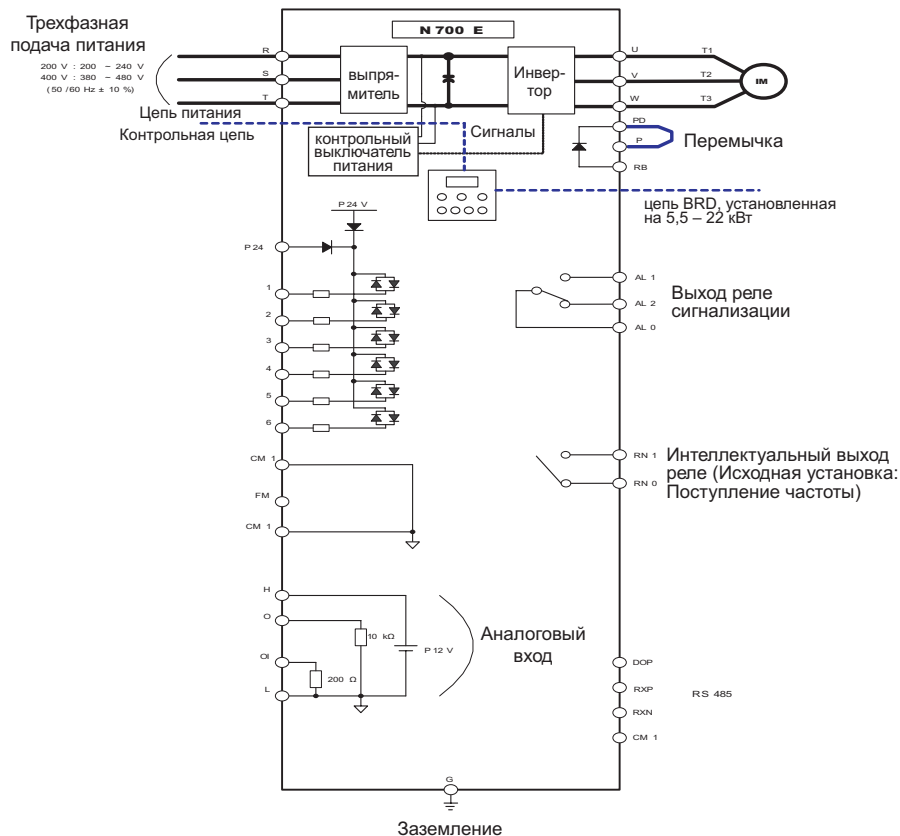 N 700 E
Трехфазная
подача питания
200 V : 200 ~ 240 V
400 V : 380 ~ 480 V
(50 /60 Hz ± 10 %)
R
S
T
выпря-
митель
Инвер-
тор
U
V
W
T1
T2
T3
IM
Цепь питания
Контрольная цепь
Сигналы
контрольный
выключатель
питания
PD
P
RB
Перемычка
цепь BRD, установленная
на 5,5 – 22 кВт
P 24 V
P 24
1
2
3
4
5
6
AL 1
AL 2
AL 0
Выход реле
сигнализации
CM 1
FM
CM 1
RN 1
RN 0
Интеллектуальный выход
реле (Исходная установка:
Поступление частоты)
H
O
OI
L
10 kΩ
200 Ω
P 12 V
Аналоговый
вход
DOP
RXP
RXN
CM 1
RS 485
G
Заземление